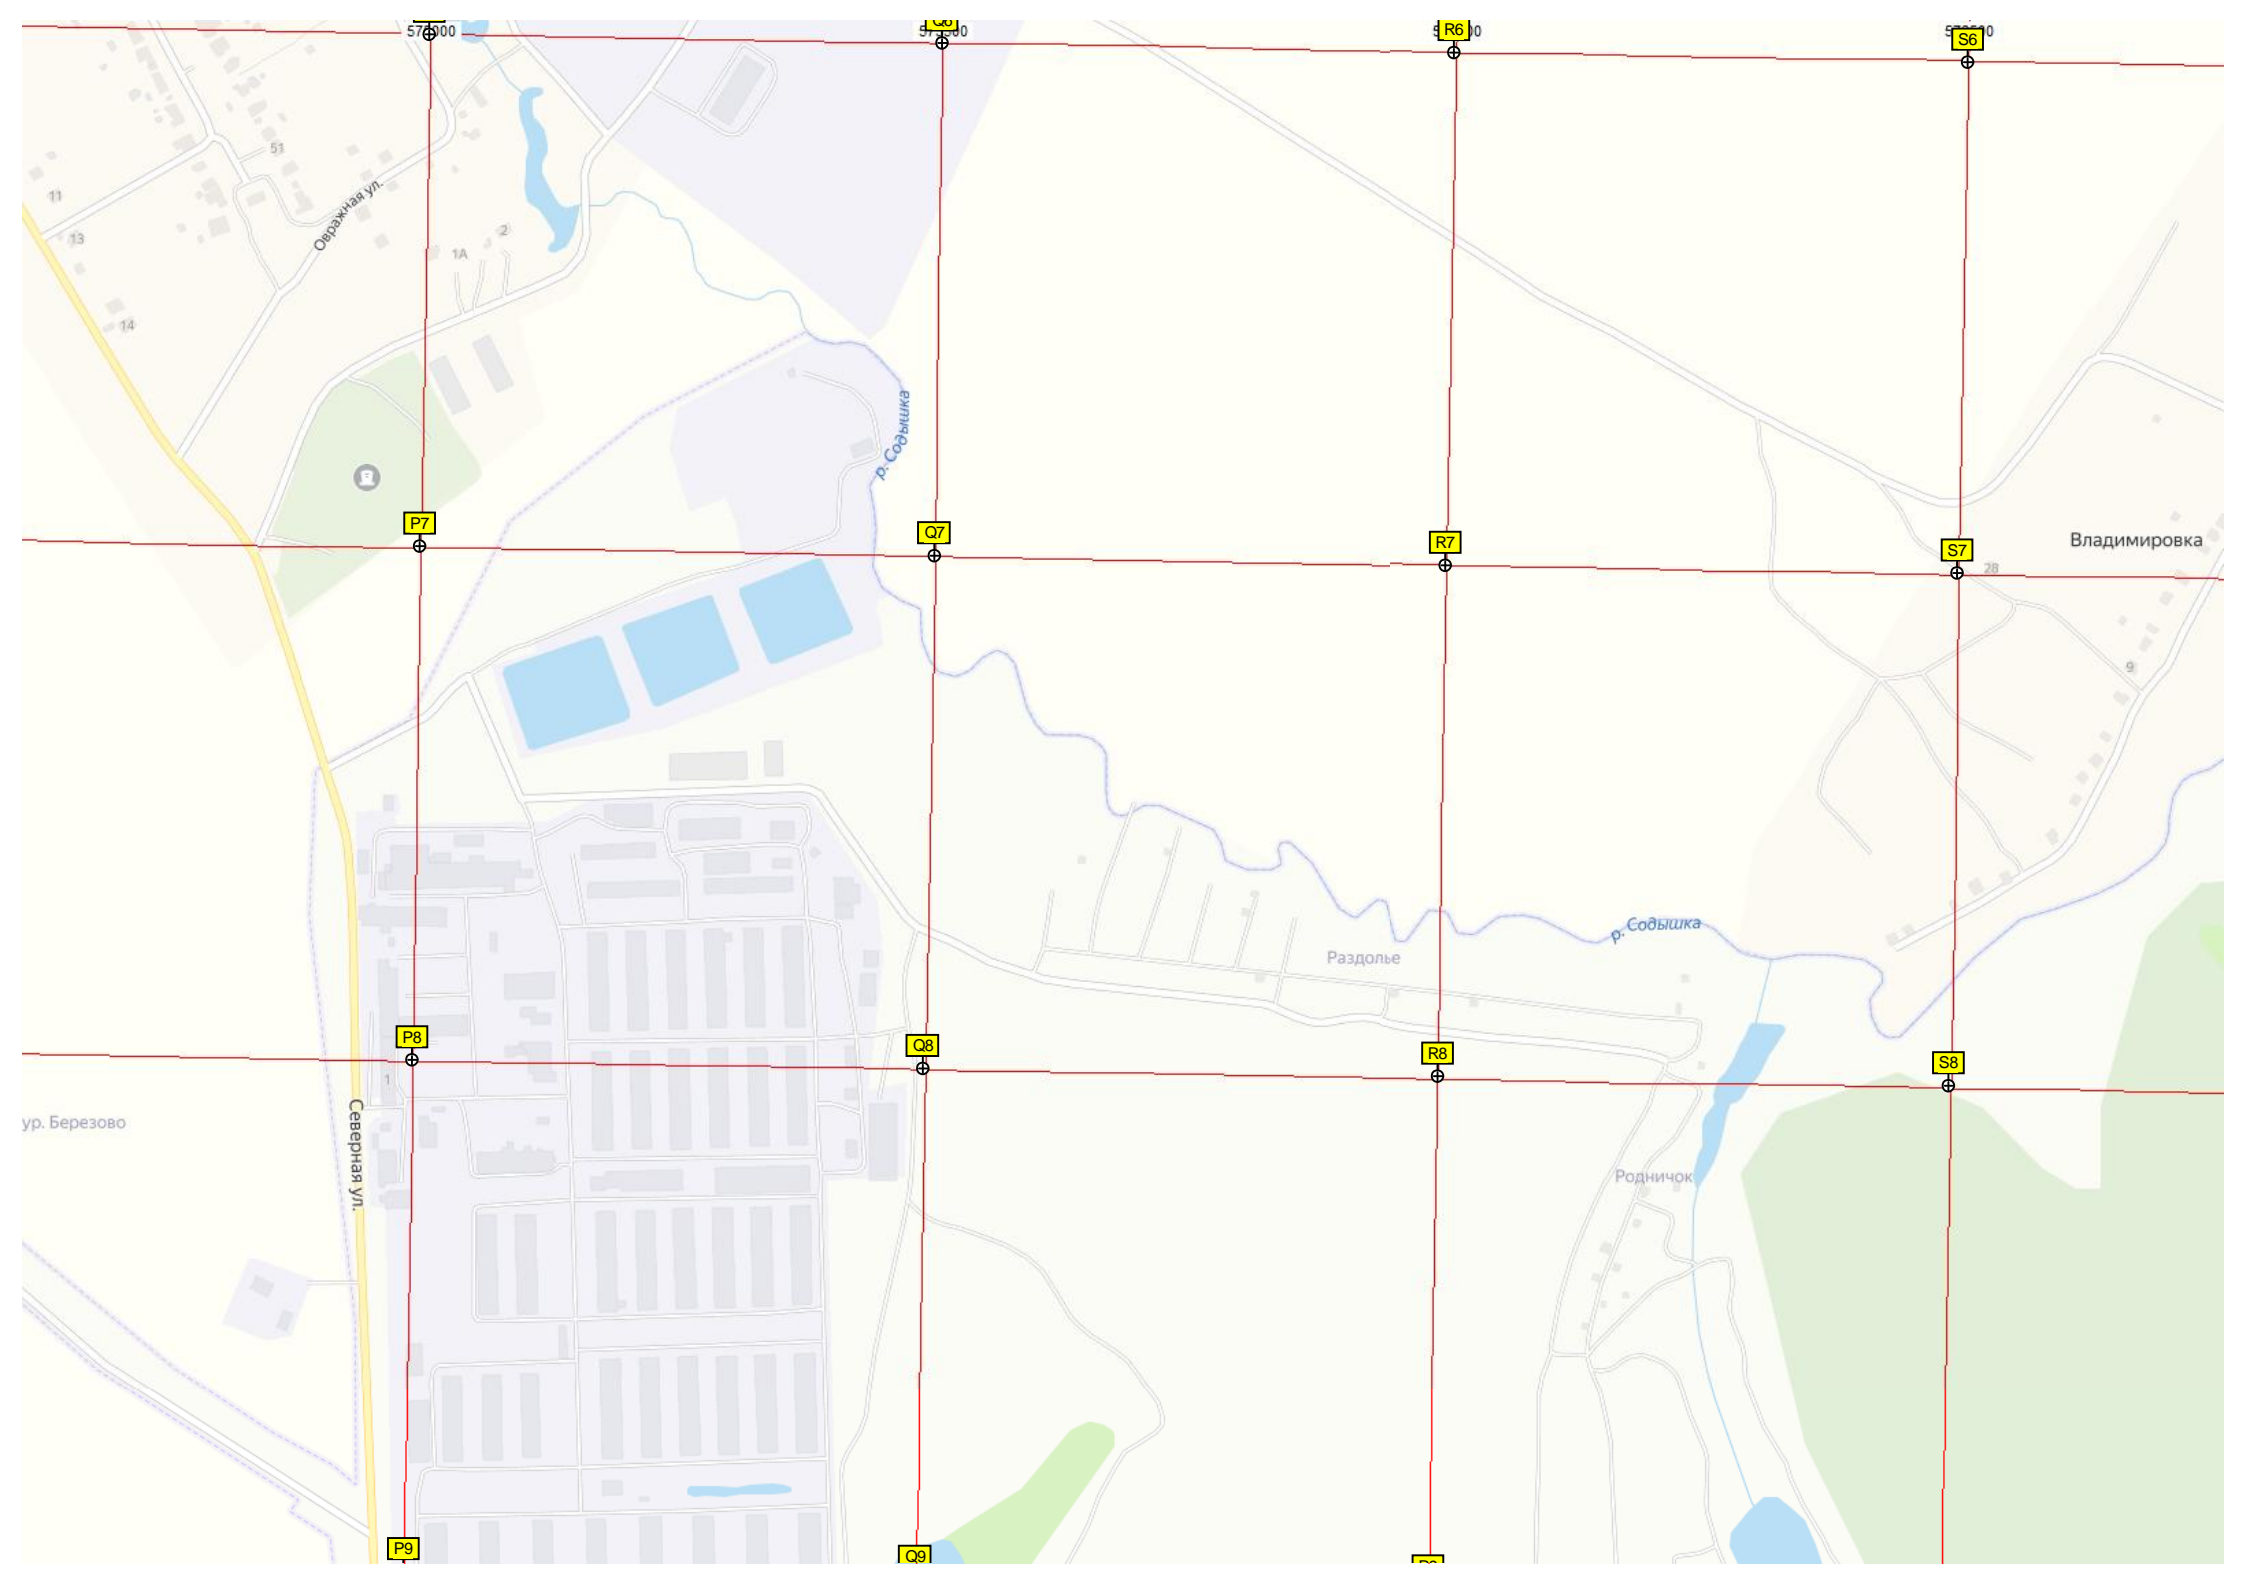 Q6
R6
S6
51
11
13
Овражная ул.
2
1А
14
р. Содышка
P7
Q7
R7
S7
28
Владимировка
9
р. Содышка
Раздолье
P8
Q8
R8
S8
1
ур. Березово
Северная ул.
Родничок
P9
Q9